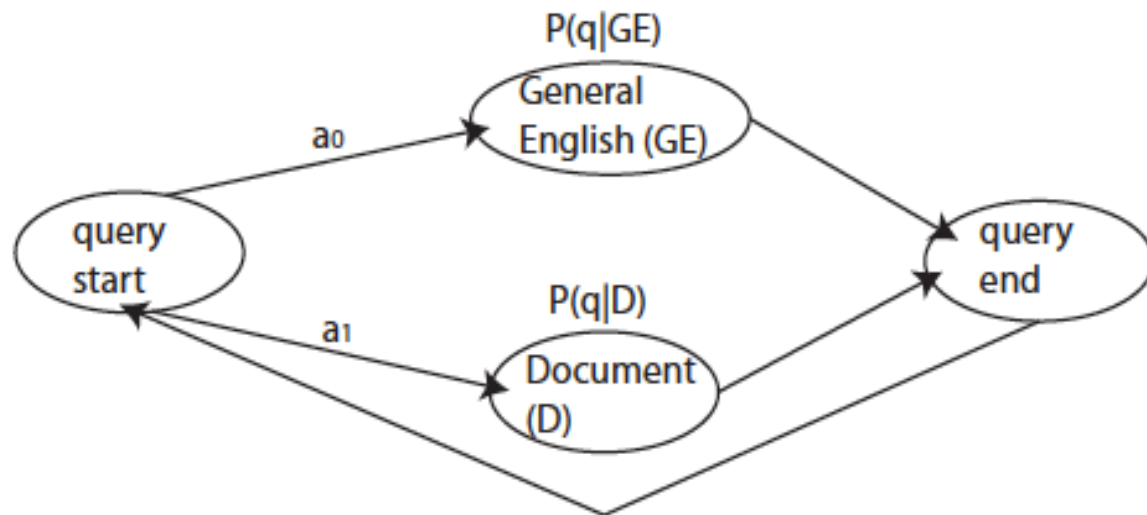 P(q|GE)
General
English (GE)
a0
query
start
query
end
P(q|D)
a1
Document
(D)